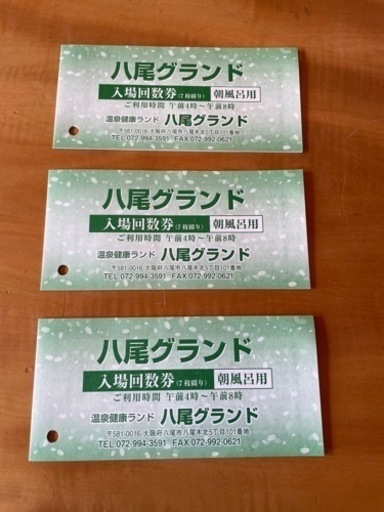 八尾グランド
入場回数券(7枚綴り) 朝風呂用
ご利用時間 午前4時〜午前8時
温泉健康ランド 八尾グランド
〒581-0016 大阪府八尾市八尾木北5丁目101番地
TEL.072-994-3591 FAX.072-992-0621
八尾グランド
入場回数券(7枚綴り) 朝風呂用
ご利用時間 午前4時〜午前8時
温泉健康ランド 八尾グランド
〒581-0016 大阪府八尾市八尾木北5丁目101番地
TEL.072-994-3591 FAX.072-992-0621
八尾グランド
入場回数券(7枚綴り) 朝風呂用
ご利用時間 午前4時〜午前8時
温泉健康ランド 八尾グランド
〒581-0016 大阪府八尾市八尾木北5丁目101番地
TEL.072-994-3591 FAX.072-992-0621